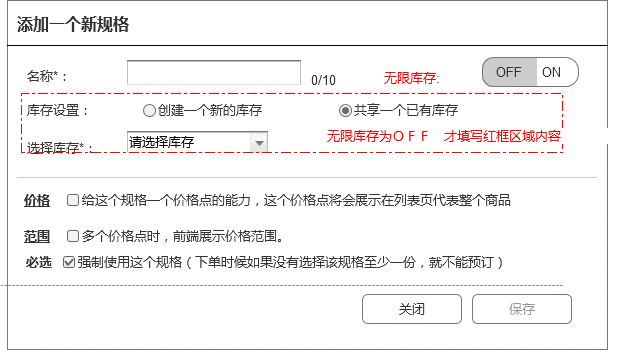 添加一个新规格
名称*： 0/10 无限库存: OFF ON
库存设置： 创建一个新的库存 共享一个已有库存
选择库存*： 请选择库存 无限库存为ＯＦＦ 才填写红框区域内容
价格 给这个规格一个价格点的能力，这个价格点将会展示在列表页代表整个商品
范围 多个价格点时，前端展示价格范围。
必选 强制使用这个规格（下单时候如果没有选择该规格至少一份，就不能预订）
关闭 保存